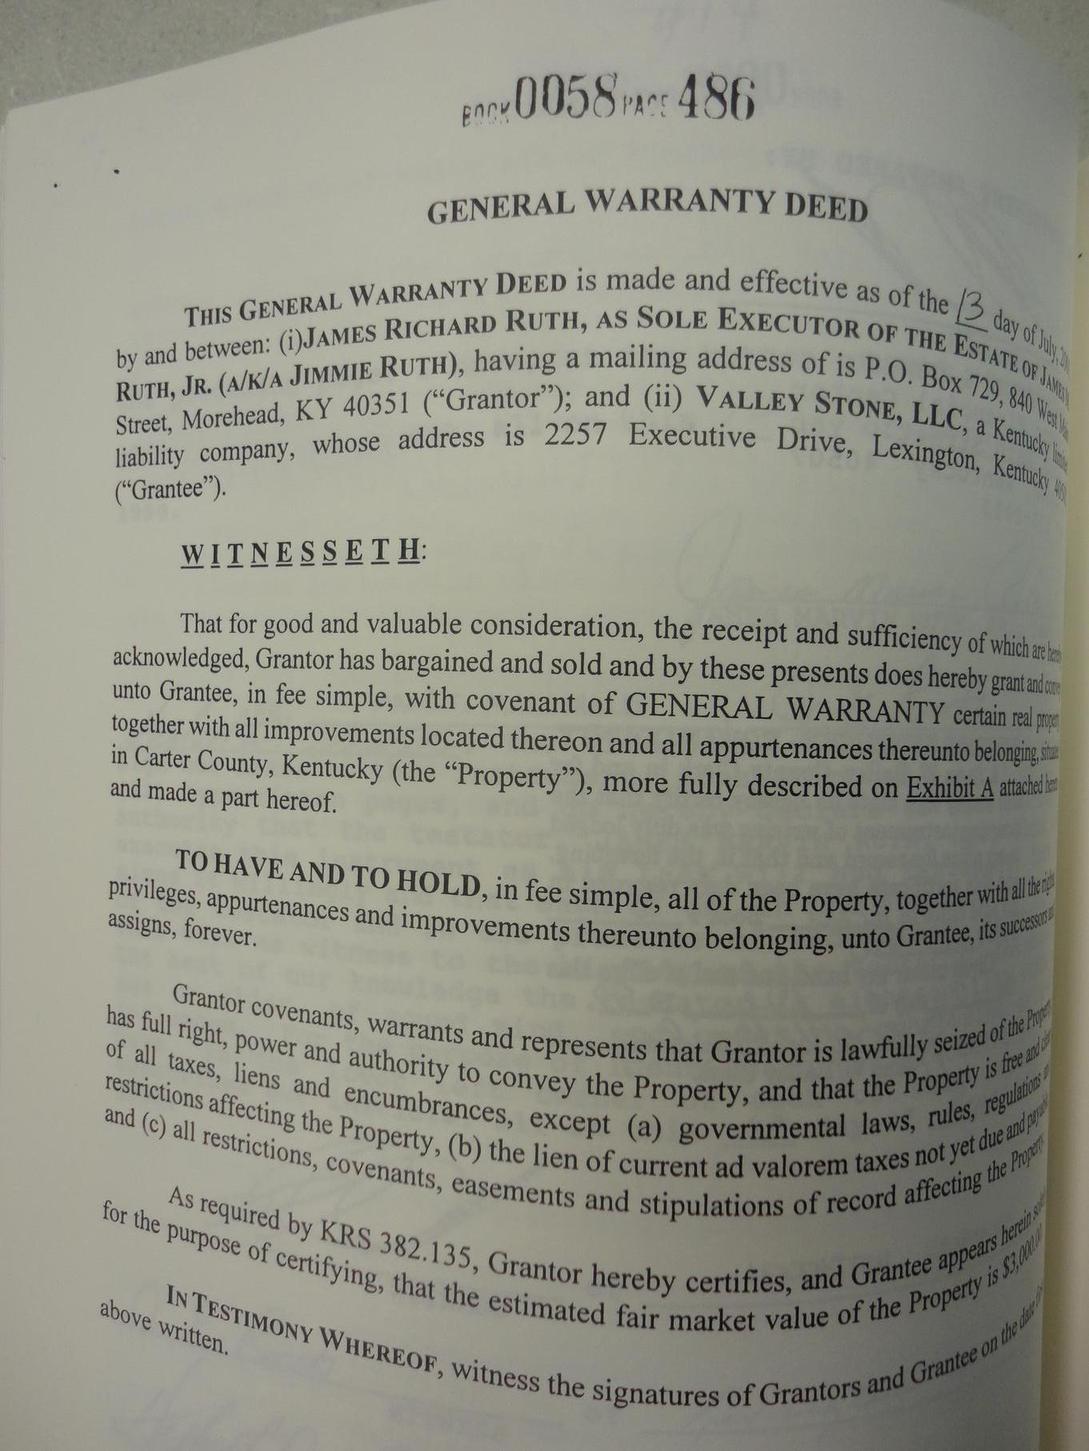 BOOK 0058 PAGE 486
GENERAL WARRANTY DEED
THIS GENERAL WARRANTY DEED is made and effective as of the 13 day of July,
by and between: (i)JAMES RICHARD RUTH, AS SOLE EXECUTOR OF THE ESTATE OF JAMES
RUTH, JR. (A/K/A JIMMIE RUTH), having a mailing address of is P.O. Box 729, 840 West
Street, Morehead, KY 40351 (“Grantor”); and (ii) VALLEY STONE, LLC, a Kentucky
liability company, whose address is 2257 Executive Drive, Lexington, Kentucky
(“Grantee”).
WITNESSETH:
That for good and valuable consideration, the receipt and sufficiency of which are
acknowledged, Grantor has bargained and sold and by these presents does hereby grant and
unto Grantee, in fee simple, with covenant of GENERAL WARRANTY certain real
together with all improvements located thereon and all appurtenances thereunto belonging,
in Carter County, Kentucky (the “Property”), more fully described on Exhibit A attached
and made a part hereof.
TO HAVE AND TO HOLD, in fee simple, all of the Property, together with all the
privileges, appurtenances and improvements thereunto belonging, unto Grantee, its successors
assigns, forever.
Grantor covenants, warrants and represents that Grantor is lawfully seized of the
has full right, power and authority to convey the Property, and that the Property is free and
of all taxes, liens and encumbrances, except (a) governmental laws, rules, regulations
restrictions affecting the Property, (b) the lien of current ad valorem taxes not yet due and
and (c) all restrictions, covenants, easements and stipulations of record affecting the
As required by KRS 382.135, Grantor hereby certifies, and Grantee appears herein
for the purpose of certifying, that the estimated fair market value of the Property is
IN TESTIMONY WHEREOF, witness the signatures of Grantors and Grantee on the date
above written.